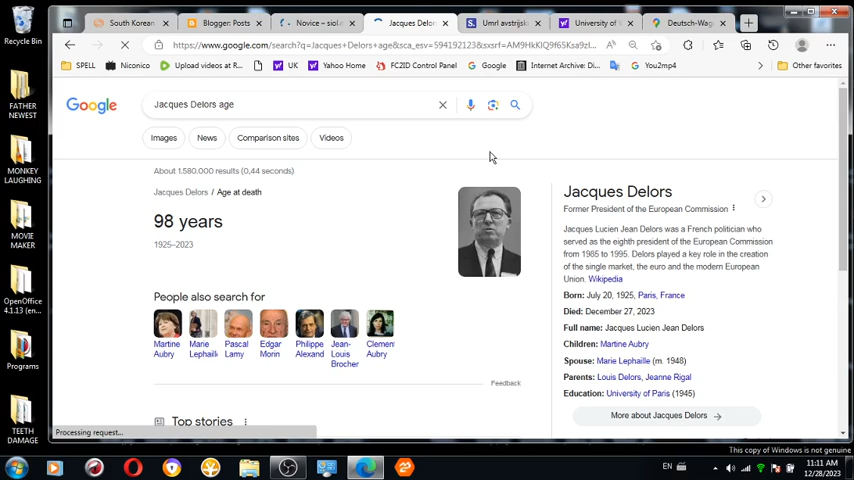 Recycle Bin
FATHER NEWEST
MONKEY LAUGHING
MOVIE MAKER
OpenOffice 4.1.13 (en...
Programs
TEETH DAMAGE
South Korean
Blogger: Posts
Novice – siol
Jacques Delors
Umrl avstrijsk
University of
Deutsch-Wag
https://www.google.com/search?q=Jacques+Delors+age&sca_esv=594192123&sxsrf=AM9HkKlQ9f65Ksa9zl...
SPELL
Niconico
Upload videos at R...
UK
Yahoo Home
FC2ID Control Panel
Google
Internet Archive: Di...
You2mp4
Other favorites
Google
Jacques Delors age
Images
News
Comparison sites
Videos
About 1.580.000 results (0,44 seconds)
Jacques Delors / Age at death
98 years
1925–2023
People also search for
Martine Aubry
Marie Lephaille
Pascal Lamy
Edgar Morin
Philippe Alexand
Jean-Louis Brocher
Clement Aubry
Feedback
Top stories
Jacques Delors
Former President of the European Commission
Jacques Lucien Jean Delors was a French politician who
served as the eighth president of the European Commission
from 1985 to 1995. Delors played a key role in the creation
of the single market, the euro and the modern European
Union. Wikipedia
Born: July 20, 1925, Paris, France
Died: December 27, 2023
Full name: Jacques Lucien Jean Delors
Children: Martine Aubry
Spouse: Marie Lephaille (m. 1948)
Parents: Louis Delors, Jeanne Rigal
Education: University of Paris (1945)
More about Jacques Delors
Processing request...
This copy of Windows is not genuine
EN
11:11 AM
12/28/2023